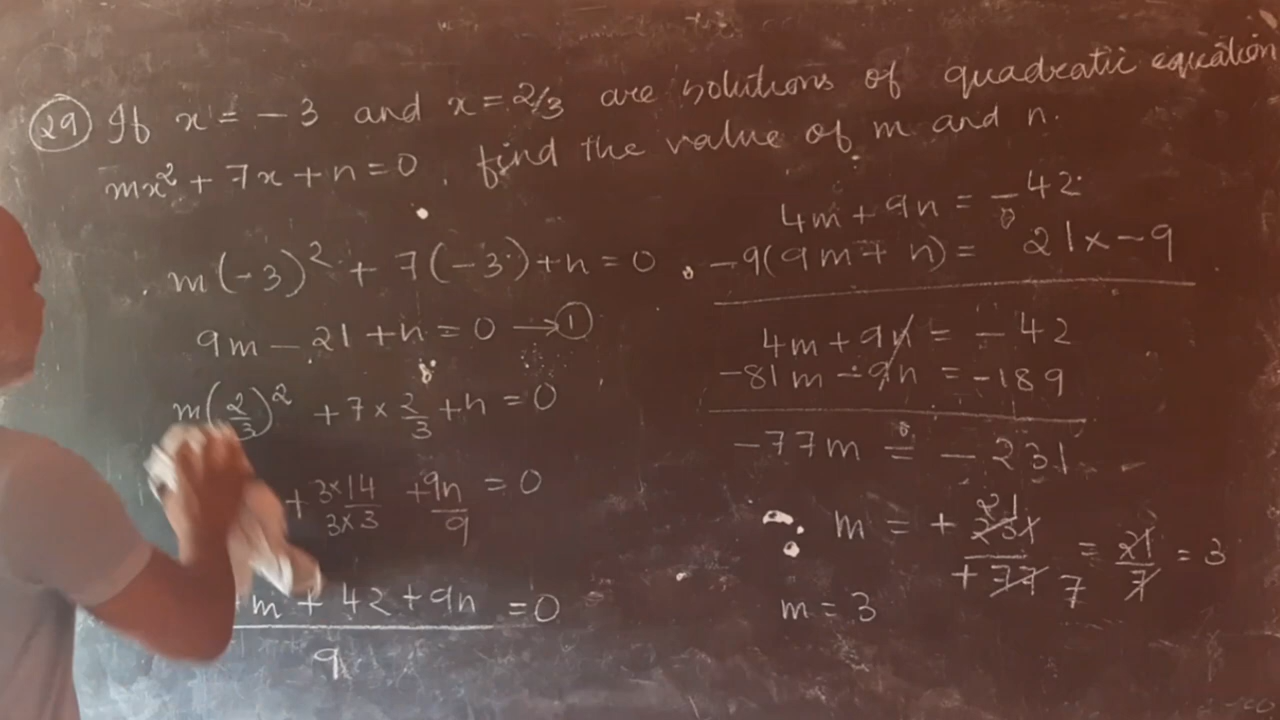 29 If x = - 3 and x = 2/3 are solutions of quadratic equation
mx² + 7x + n = 0 , find the value of m and n.
m(-3)² + 7(-3) + n = 0
9m - 21 + n = 0 → 1
m(2/3)² + 7 × 2/3 + n = 0
+ 3×14/3×3 + 9n/9 = 0
m + 42 + 9n / 9 = 0
4m + 9n = -42
-9(9m + n) = 21 x -9
4m + 9n = - 42
-81m - 9n = -189
-77m = - 231
m = + 231/+77 21 7 = 21/7 = 3
m = 3